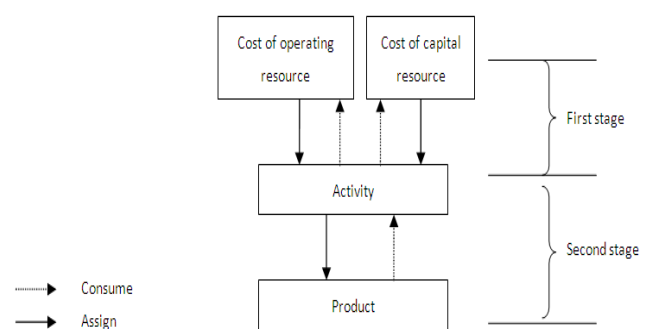 Cost of operating
resource
Cost of capital
resource
First stage
Activity
Second stage
Product
Consume
Assign